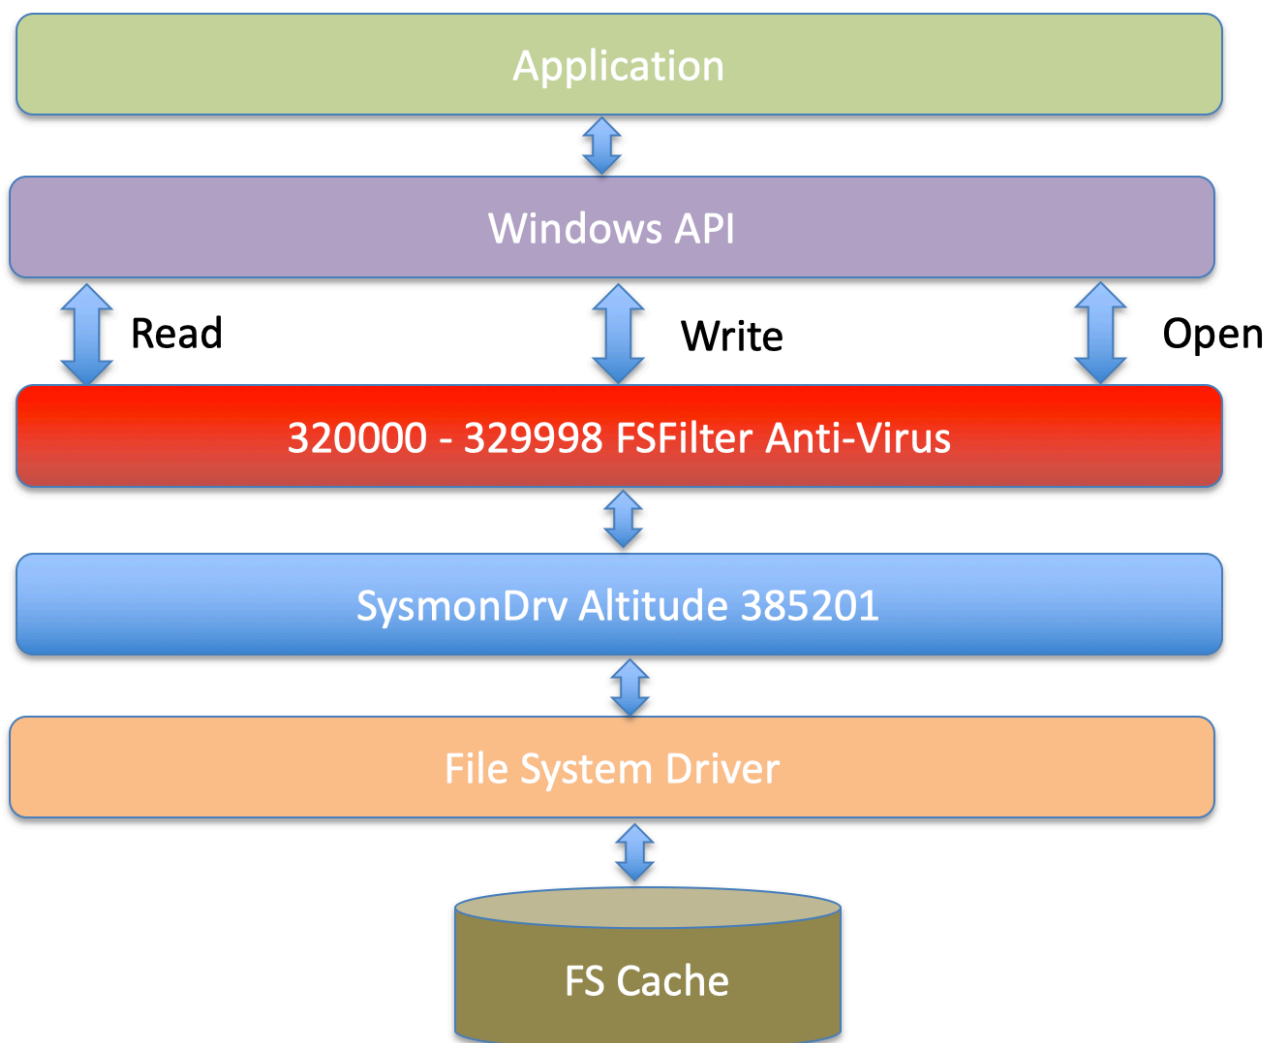 Application
Windows API
Read
Write
Open
320000 - 329998 FSFilter Anti-Virus
SysmonDrv Altitude 385201
File System Driver
FS Cache